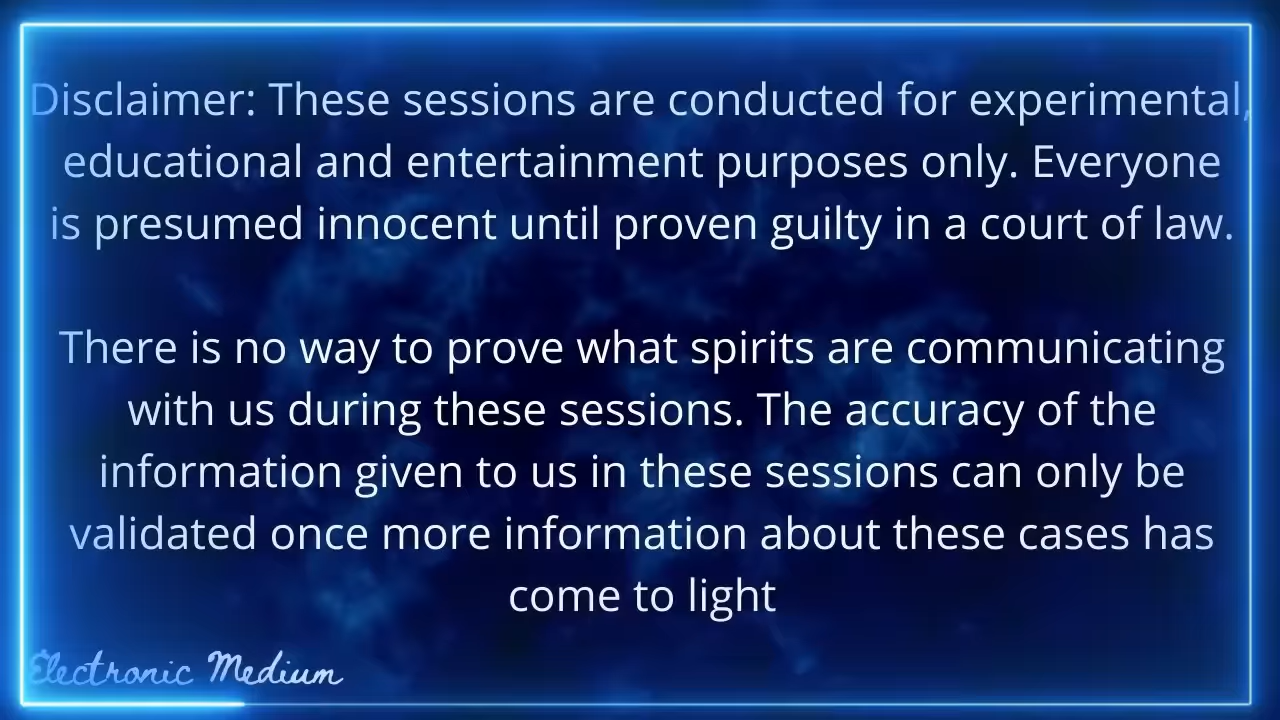 Disclaimer: These sessions are conducted for experimental,
educational and entertainment purposes only. Everyone
is presumed innocent until proven guilty in a court of law.
There is no way to prove what spirits are communicating
with us during these sessions. The accuracy of the
information given to us in these sessions can only be
validated once more information about these cases has
come to light
Electronic Medium